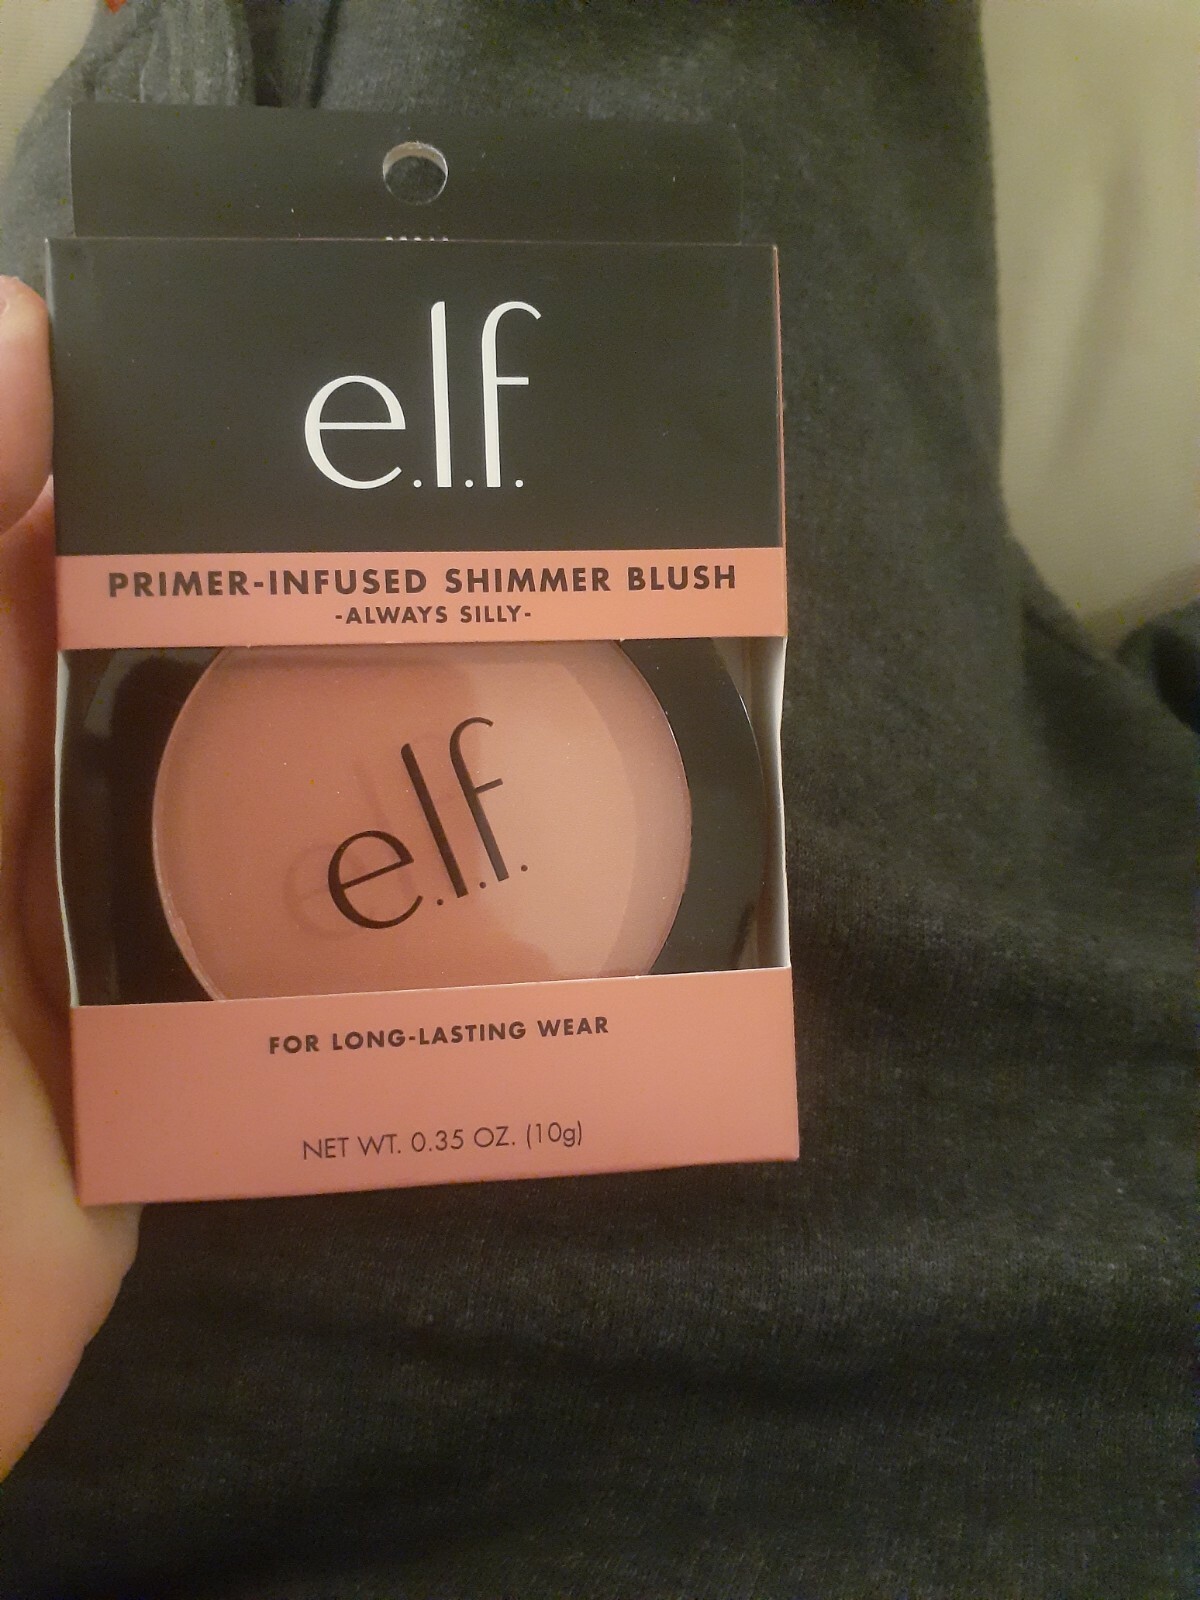 e.l.f.
PRIMER-INFUSED SHIMMER BLUSH
-ALWAYS SILLY-
e.l.f.
FOR LONG-LASTING WEAR
NET WT. 0.35 OZ. (10g)